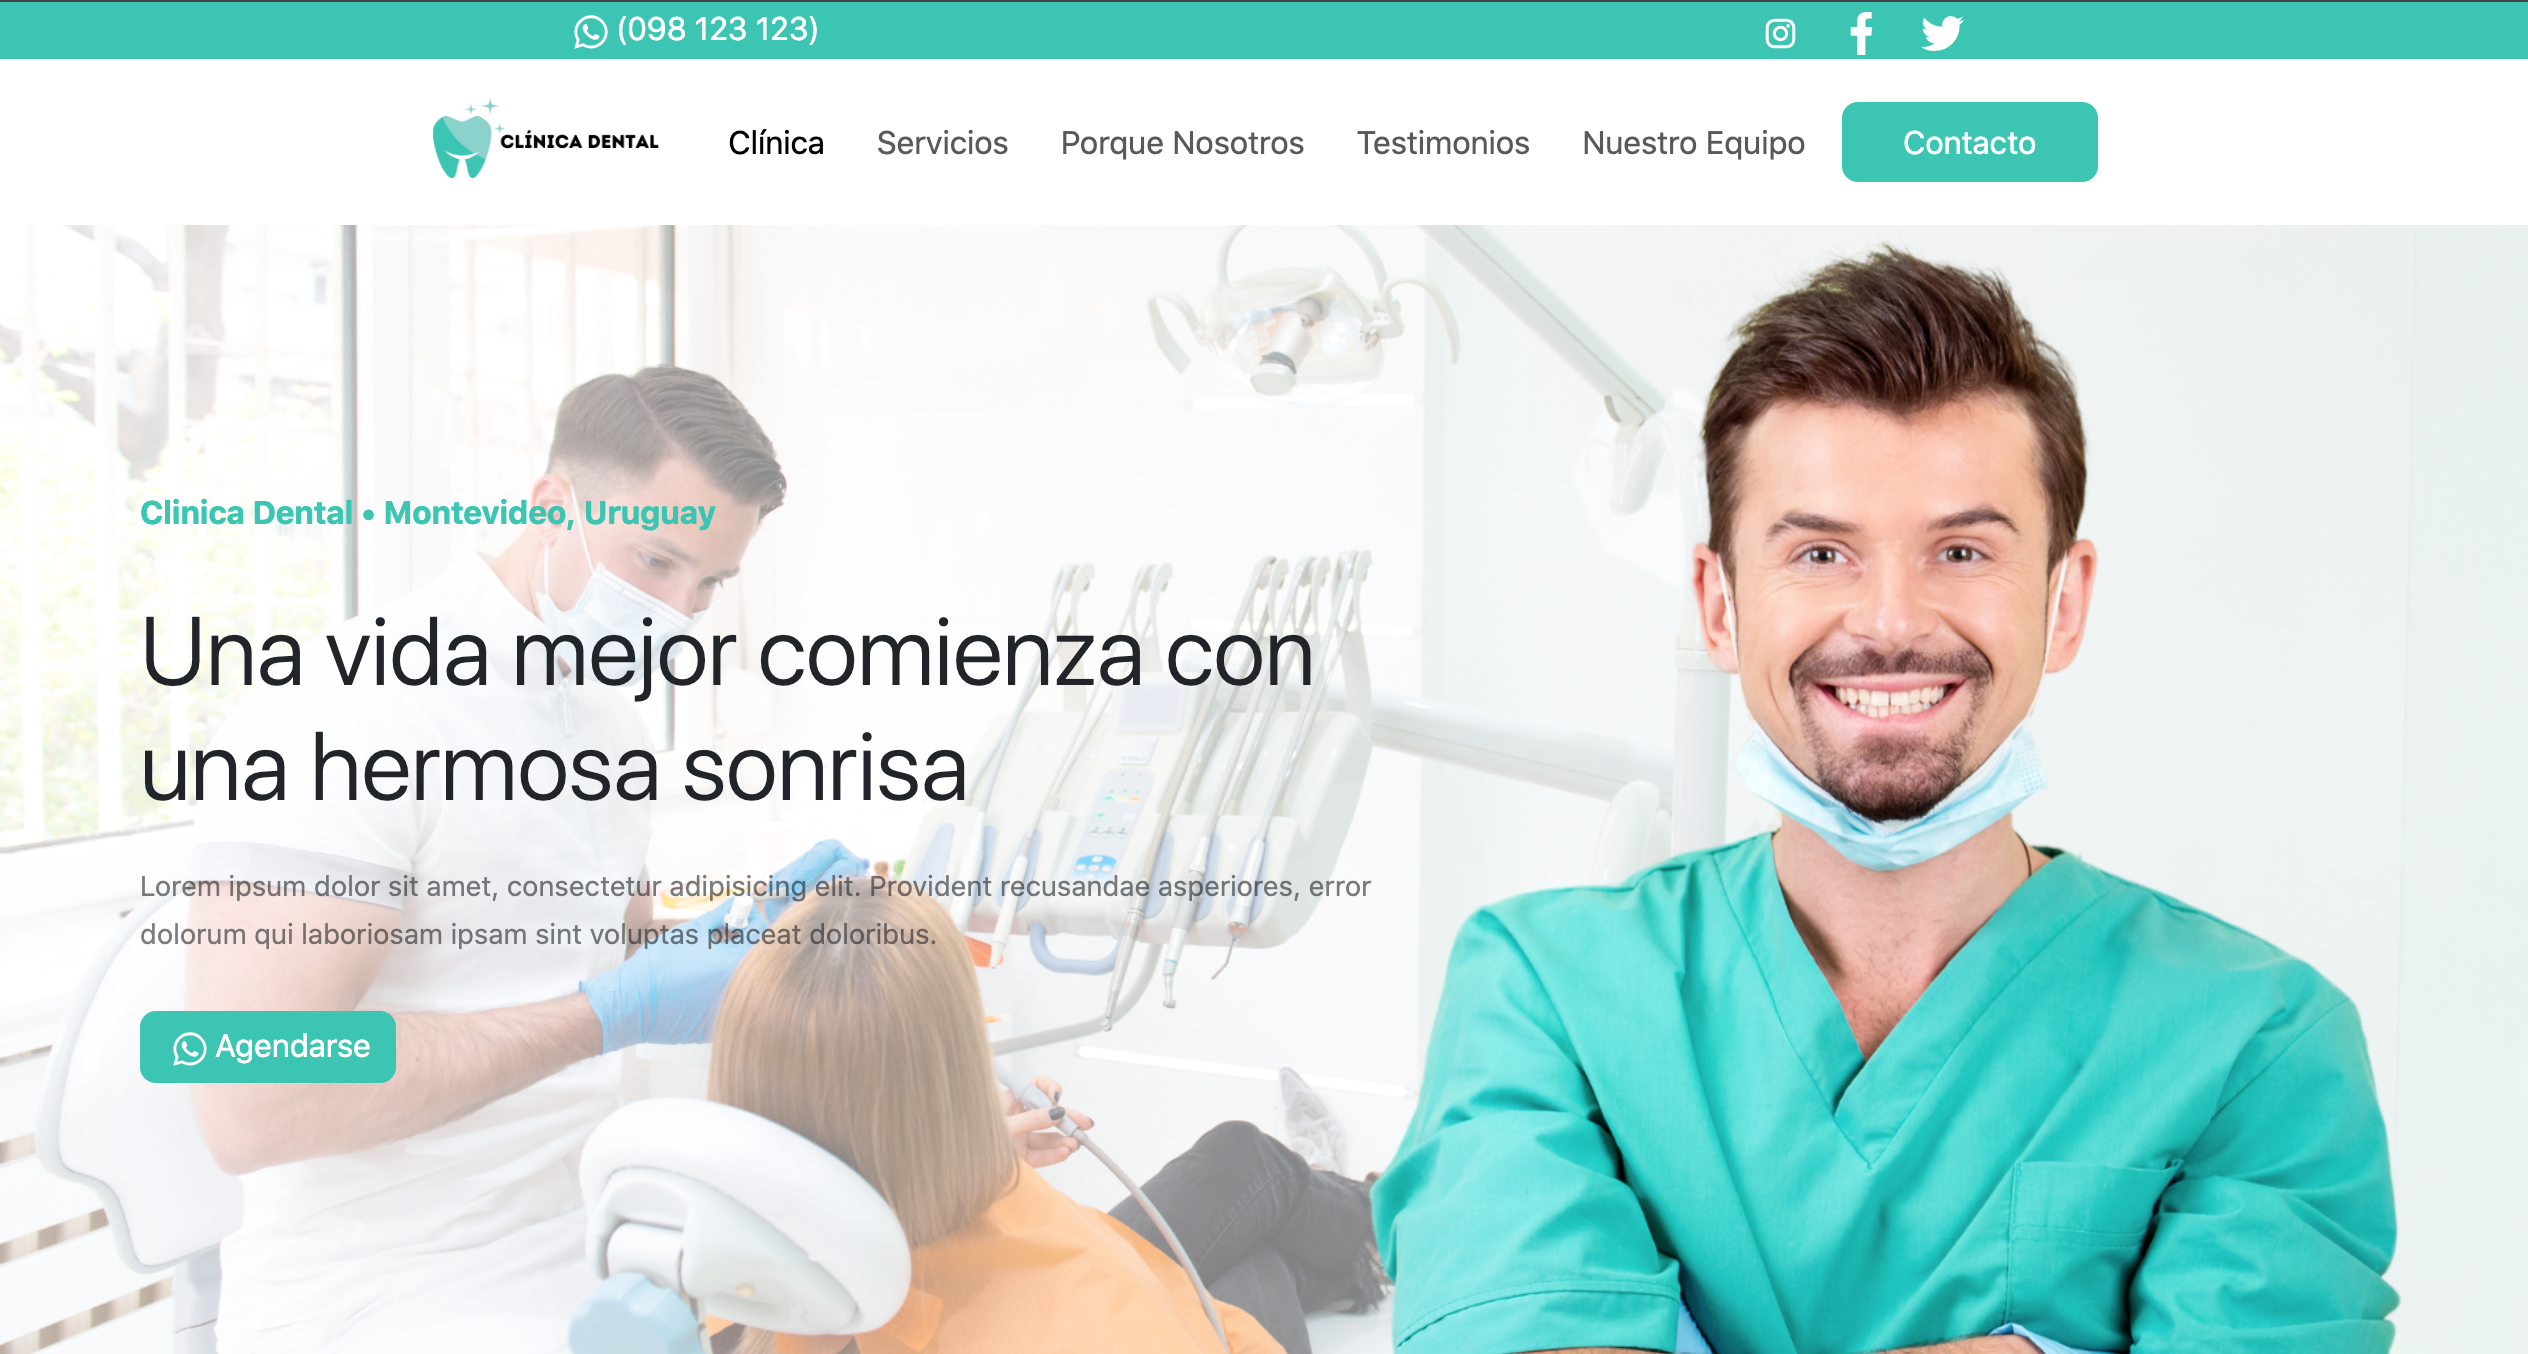 (098 123 123)
CLÍNICA DENTAL
Clínica
Servicios
Porque Nosotros
Testimonios
Nuestro Equipo
Contacto
Clinica Dental • Montevideo, Uruguay
Una vida mejor comienza con
una hermosa sonrisa
Lorem ipsum dolor sit amet, consectetur adipisicing elit. Provident recusandae asperiores, error
dolorum qui laboriosam ipsam sint voluptas placeat doloribus.
Agendarse